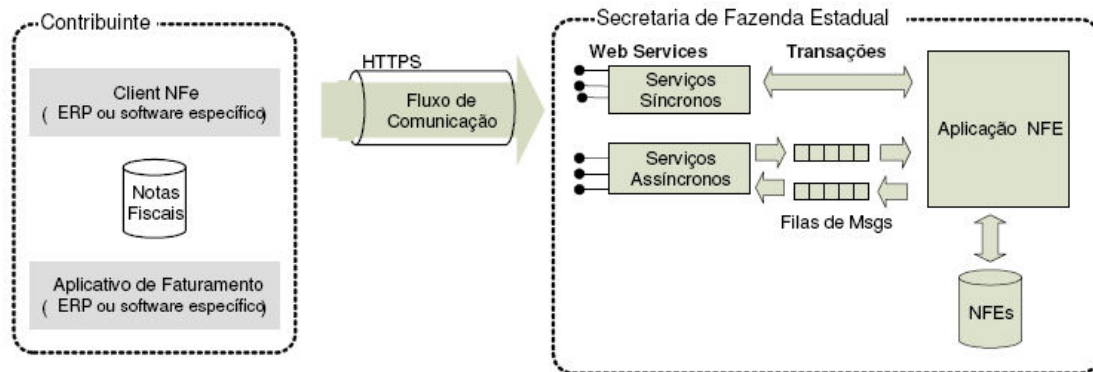 Contribuinte
Client NFe
( ERP ou software específico)
Notas
Fiscais
Aplicativo de Faturamento
( ERP ou software específico)
HTTPS
Fluxo de
Comunicação
Secretaria de Fazenda Estadual
Web Services
Transações
Serviços
Síncronos
Serviços
Assíncronos
Filas de Msgs
Aplicação NFE
NFEs